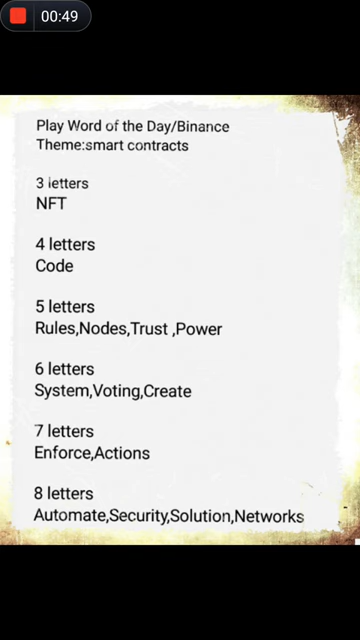 00:49
Play Word of the Day/Binance
Theme:smart contracts
3 letters
NFT
4 letters
Code
5 letters
Rules,Nodes,Trust ,Power
6 letters
System,Voting,Create
7 letters
Enforce,Actions
8 letters
Automate,Security,Solution,Networks